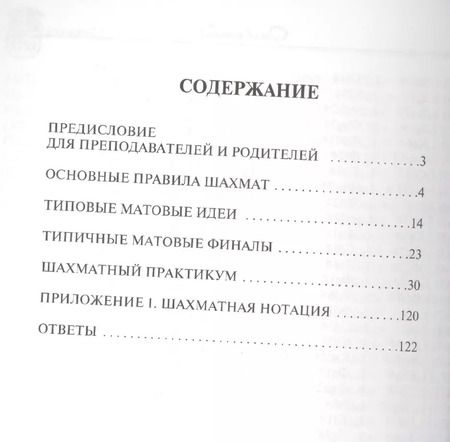 СОДЕРЖАНИЕ
ПРЕДИСЛОВИЕ
ДЛЯ ПРЕПОДАВАТЕЛЕЙ И РОДИТЕЛЕЙ ............3
ОСНОВНЫЕ ПРАВИЛА ШАХМАТ ....................4
ТИПОВЫЕ МАТОВЫЕ ИДЕИ ........................14
ТИПИЧНЫЕ МАТОВЫЕ ФИНАЛЫ ...................23
ШАХМАТНЫЙ ПРАКТИКУМ ........................30
ПРИЛОЖЕНИЕ I. ШАХМАТНАЯ НОТАЦИЯ .........120
ОТВЕТЫ ..........................................122